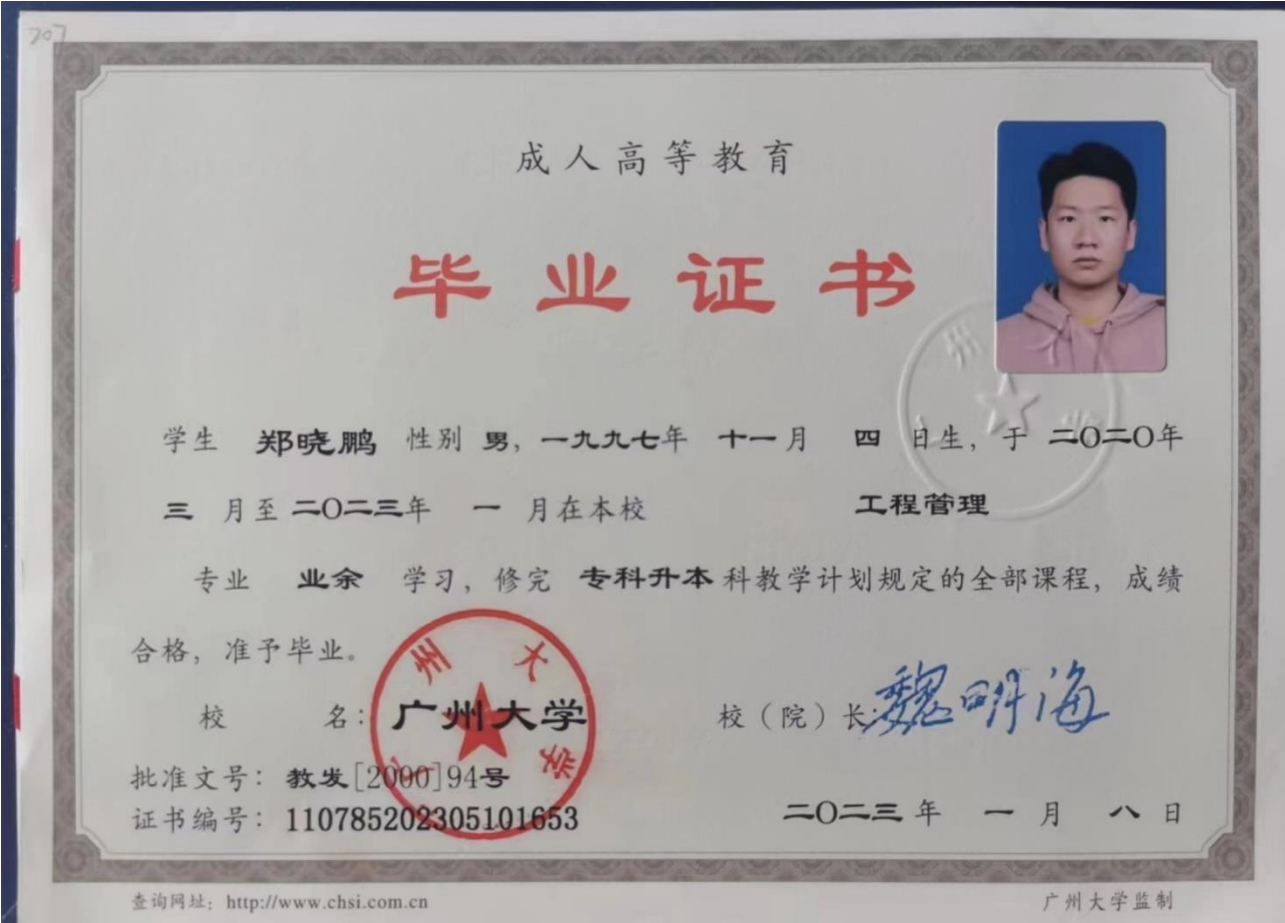 207
成人高等教育
毕业证书
学生 郑晓鹏 性别 男，一九九七年 十一月 四 日生，于 二〇二〇年
三 月至 二〇二三年 一 月在本校 工程管理
专业 业余 学习，修完 专科升本科教学计划规定的全部课程，成绩
合格，准予毕业。
校 名：广州大学 校（院）长：魏明海
批准文号：教发[2000]94号
证书编号：110785202305101653 二〇二三年 一 月 八 日
查询网址：http://www.chsi.com.cn 广州大学监制
广州大学